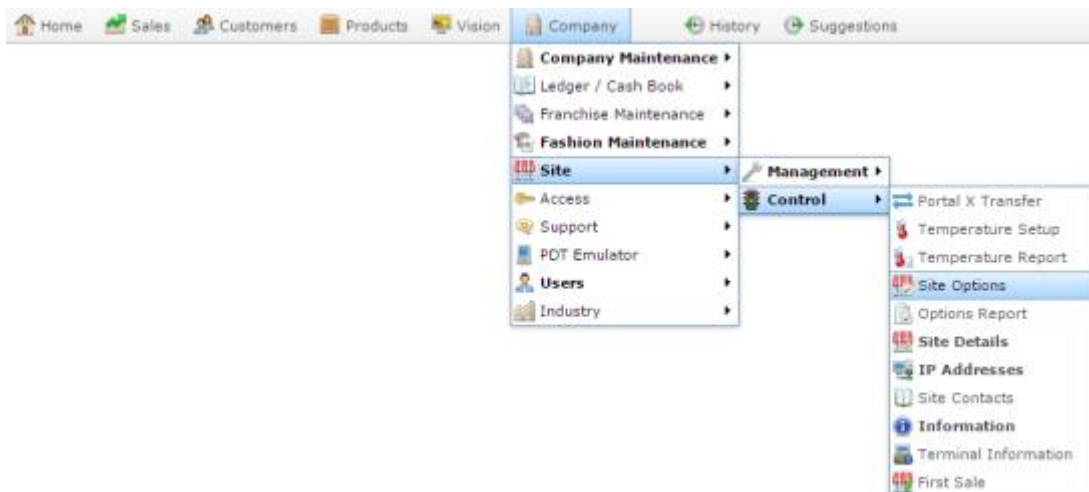 Home Sales Customers Products Vision Company History Suggestions
Company Maintenance
Ledger / Cash Book
Franchise Maintenance
Fashion Maintenance
Site
Access
Support
PDT Emulator
Users
Industry
Management
Control
Portal X Transfer
Temperature Setup
Temperature Report
Site Options
Options Report
Site Details
IP Addresses
Site Contacts
Information
Terminal Information
First Sale